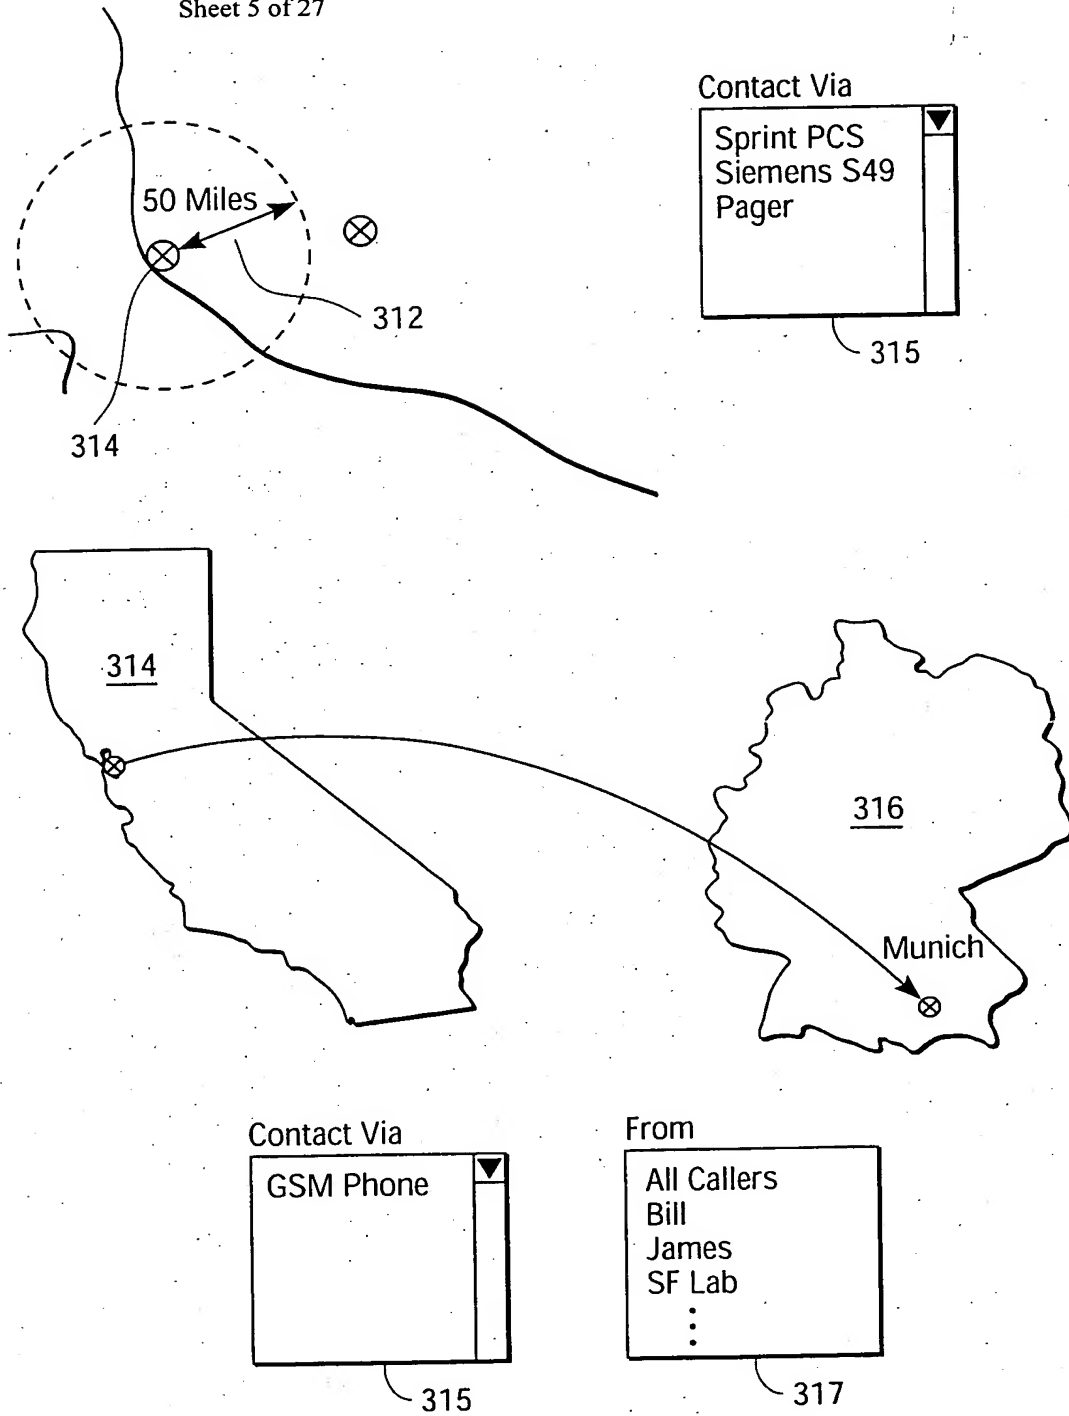 Sheet 5 of 27
Contact Via
Sprint PCS
Siemens S49
Pager
315
50 Miles
312
314
314
316
Munich
Contact Via
GSM Phone
315
From
All Callers
Bill
James
SF Lab
317